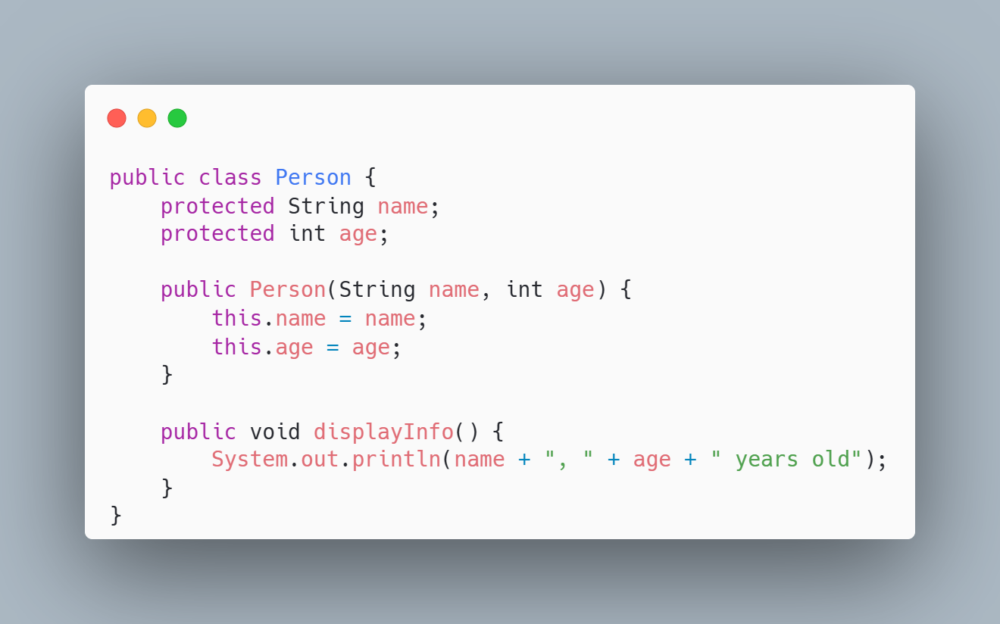 public class Person {
    protected String name;
    protected int age;

    public Person(String name, int age) {
        this.name = name;
        this.age = age;
    }

    public void displayInfo() {
        System.out.println(name + ", " + age + " years old");
    }
}